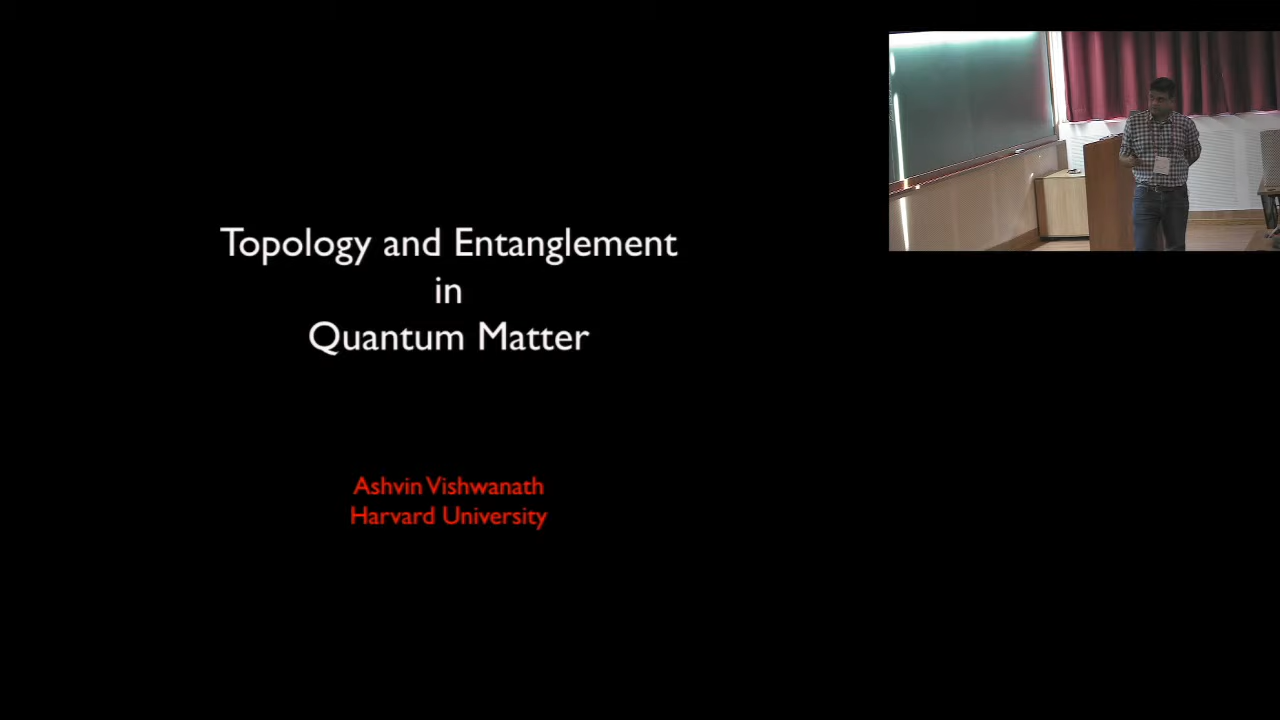 Topology and Entanglement
in
Quantum Matter
Ashvin Vishwanath
Harvard University